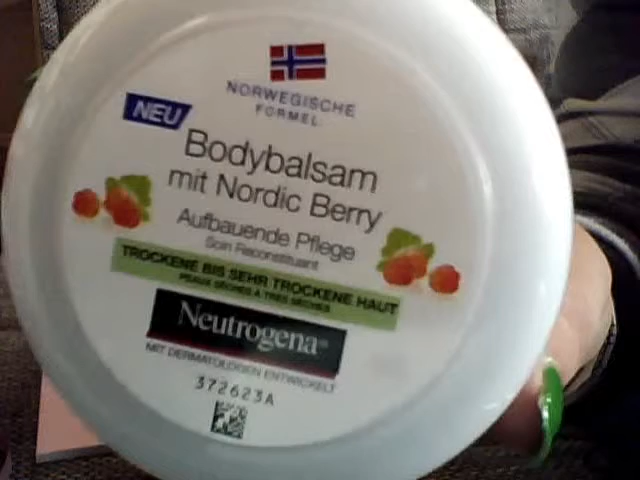 NORWEGISCHE
FORMEL
NEU
Bodybalsam
mit Nordic Berry
Aufbauende Pflege
Soin Reconstituant
TROCKENE BIS SEHR TROCKENE HAUT
PEAUX SÈCHES À TRÈS SÈCHES
Neutrogena®
MIT DERMATOLOGEN ENTWICKELT
372623A